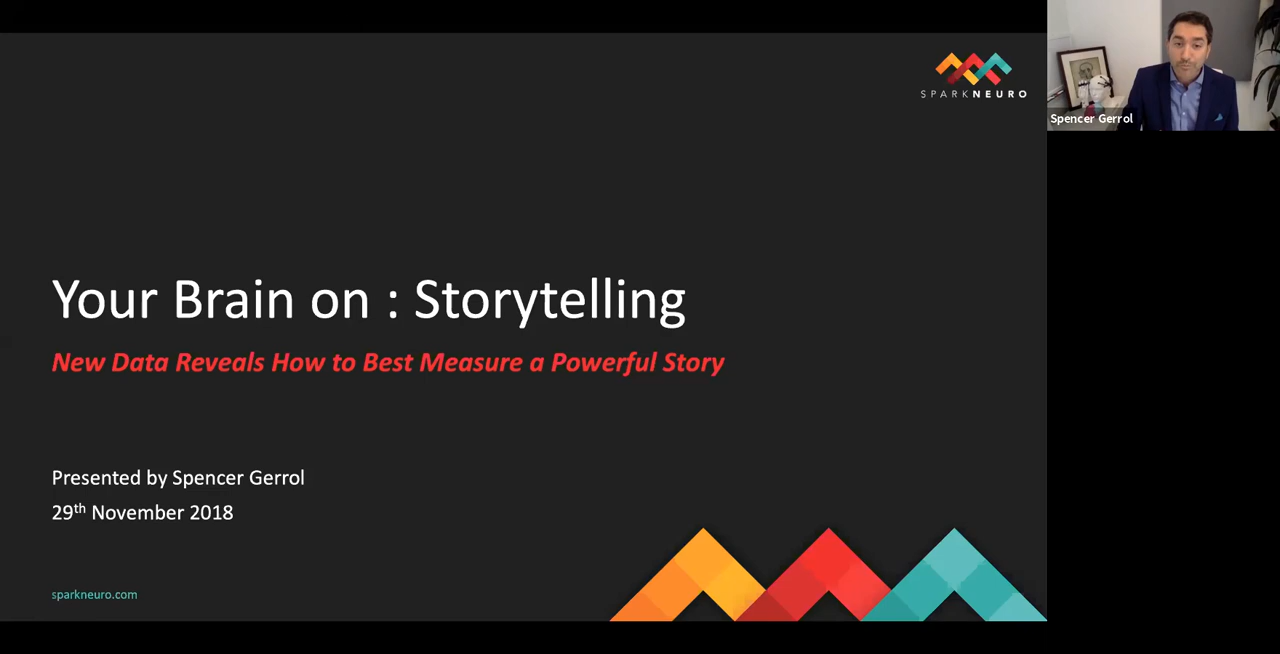 SPARKNEURO
Spencer Gerrol
Your Brain on : Storytelling
New Data Reveals How to Best Measure a Powerful Story
Presented by Spencer Gerrol
29th November 2018
sparkneuro.com